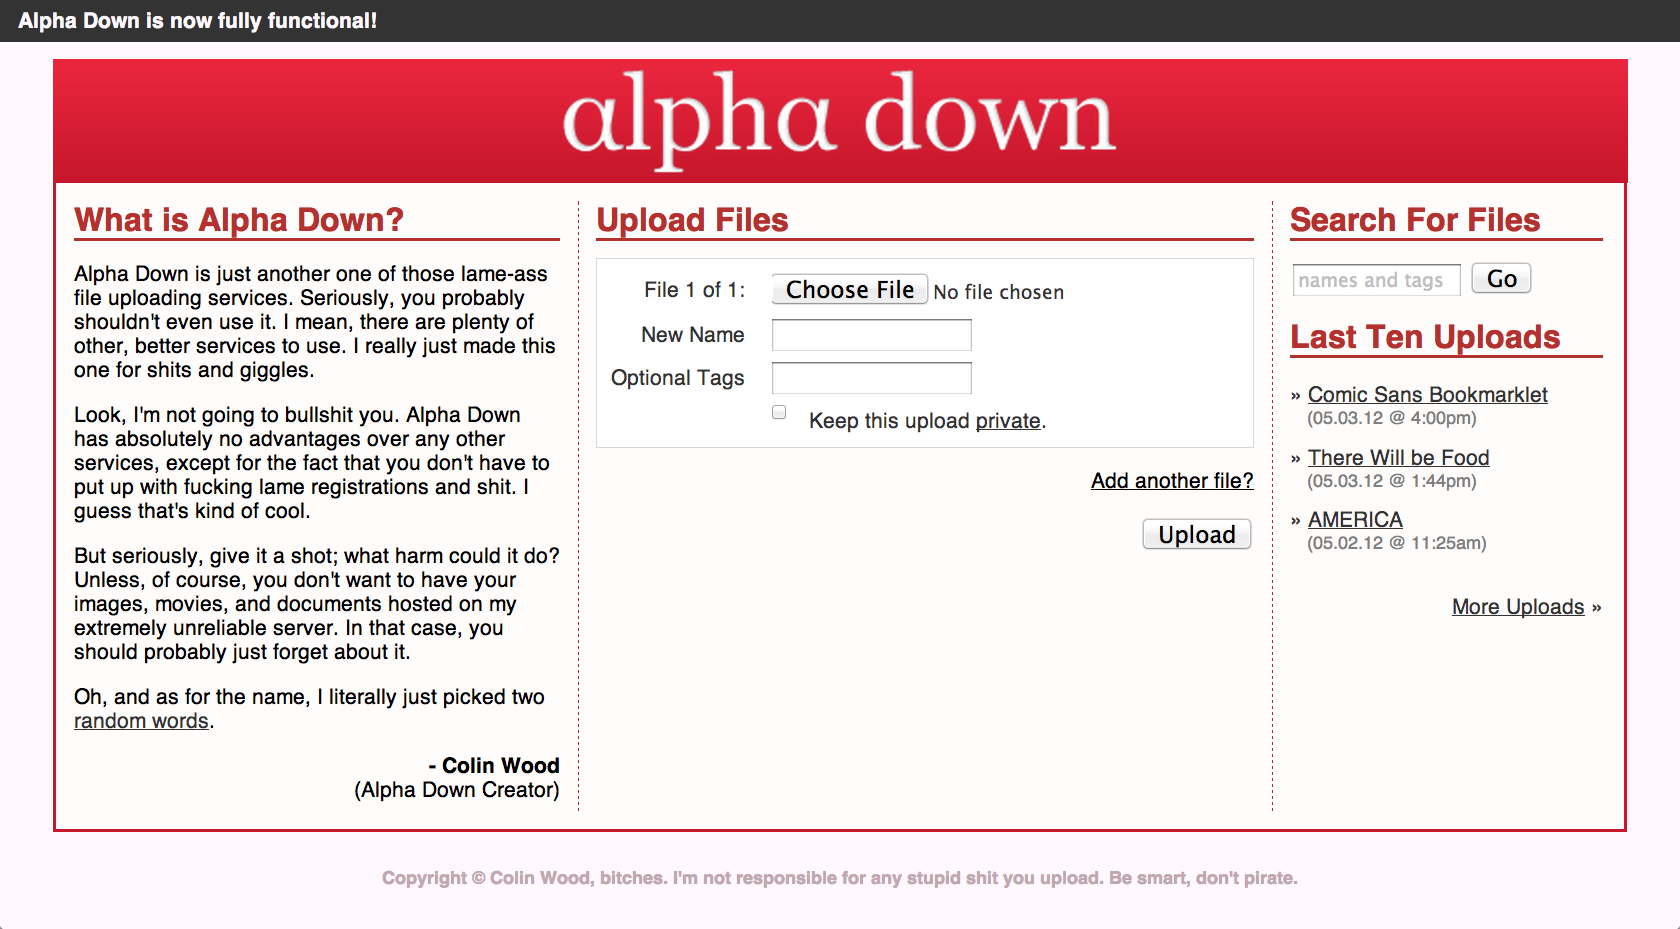 Alpha Down is now fully functional!
alpha down
What is Alpha Down?
Alpha Down is just another one of those lame-ass
file uploading services. Seriously, you probably
shouldn't even use it. I mean, there are plenty of
other, better services to use. I really just made this
one for shits and giggles.
Look, I'm not going to bullshit you. Alpha Down
has absolutely no advantages over any other
services, except for the fact that you don't have to
put up with fucking lame registrations and shit. I
guess that's kind of cool.
But seriously, give it a shot; what harm could it do?
Unless, of course, you don't want to have your
images, movies, and documents hosted on my
extremely unreliable server. In that case, you
should probably just forget about it.
Oh, and as for the name, I literally just picked two
random words.
- Colin Wood
(Alpha Down Creator)
Upload Files
File 1 of 1: Choose File No file chosen
New Name
Optional Tags
Keep this upload private.
Add another file?
Upload
Search For Files
names and tags Go
Last Ten Uploads
» Comic Sans Bookmarklet
(05.03.12 @ 4:00pm)
» There Will be Food
(05.03.12 @ 1:44pm)
» AMERICA
(05.02.12 @ 11:25am)
More Uploads »
Copyright © Colin Wood, bitches. I'm not responsible for any stupid shit you upload. Be smart, don't pirate.